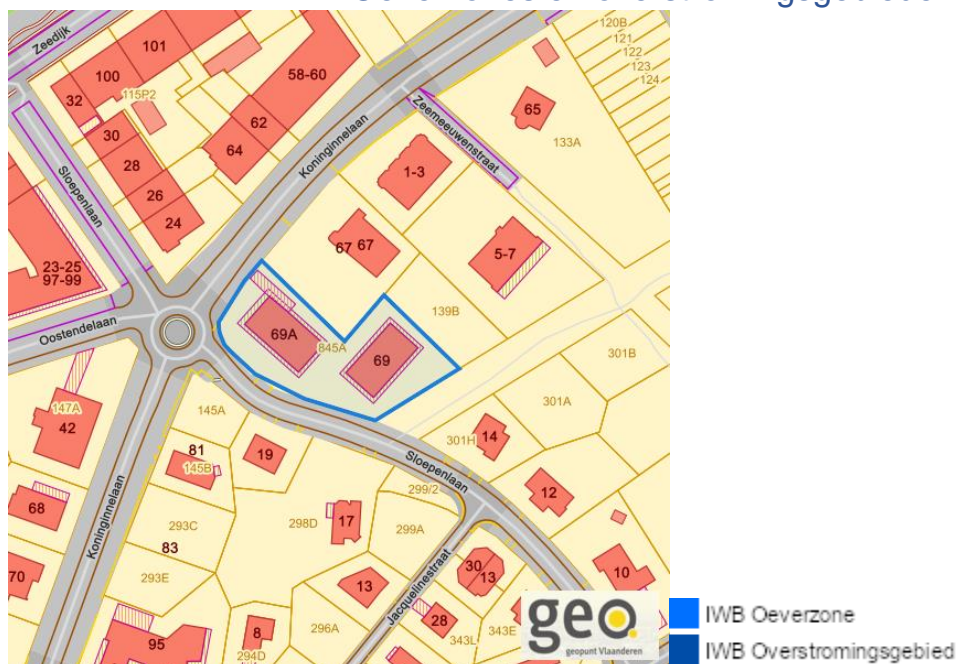 Zeedijk
101
100
58-60
32
115P2
62
30
64
28
26
24
Sloepenlaan
Koninginnelaan
Zeemeeuwenstraat
120B
121
122
123
124
65
133A
1-3
67 67
5-7
23-25
97-99
Oostendelaan
69A
845A
69
139B
301B
301A
147A
42
145A
81
145B
19
301H
14
Sloepenlaan
299/2
12
68
Koninginnelaan
293C
83
298D
17
299A
293E
70
13
30
13
10
Jacquelinestraat
95
8
294D
296A
28
343L
343E
geo
geopunt Vlaanderen
IWB Oeverzone
IWB Overstromingsgebied